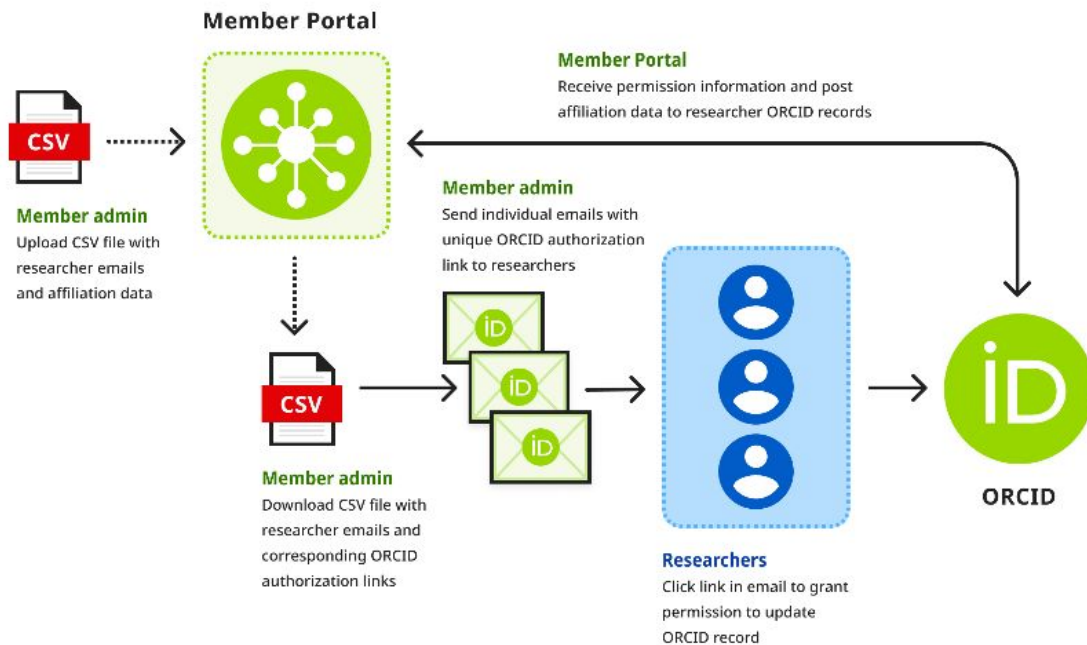 Member Portal
CSV
Member admin
Upload CSV file with
researcher emails
and affiliation data
Member Portal
Receive permission information and post
affiliation data to researcher ORCID records
CSV
Member admin
Download CSV file with
researcher emails and
corresponding ORCID
authorization links
Member admin
Send individual emails with
unique ORCID authorization
link to researchers
iD
iD
iD
Researchers
Click link in email to grant
permission to update
ORCID record
iD
ORCID